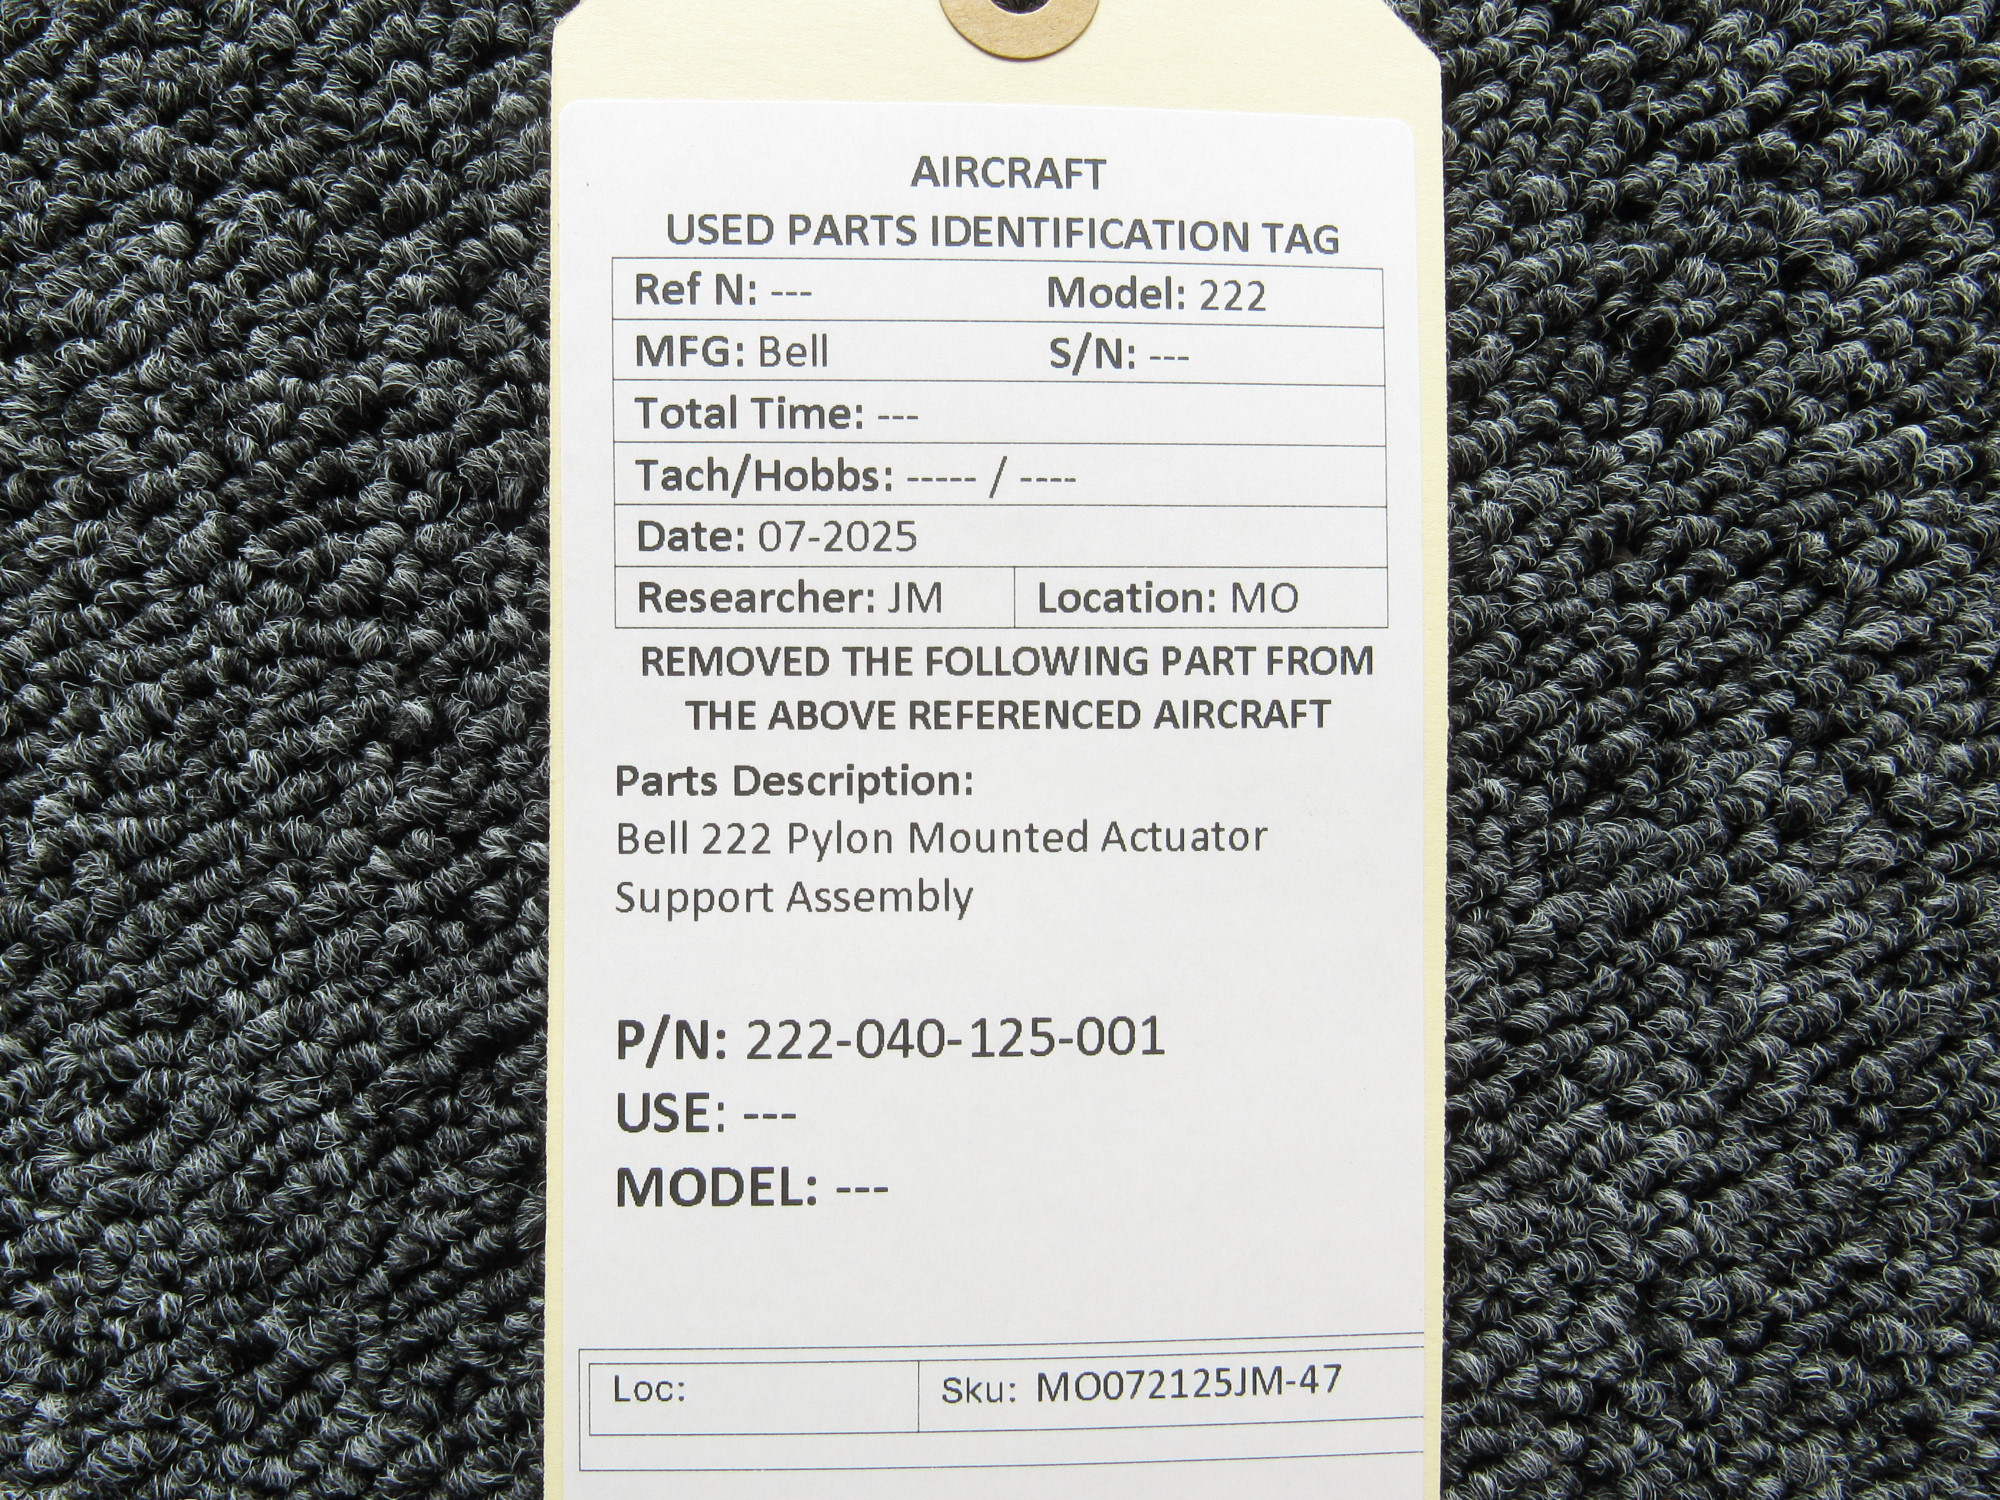 AIRCRAFT
USED PARTS IDENTIFICATION TAG
Ref N: --- Model: 222
MFG: Bell S/N: ---
Total Time: ---
Tach/Hobbs: ----- / ----
Date: 07-2025
Researcher: JM Location: MO
REMOVED THE FOLLOWING PART FROM
THE ABOVE REFERENCED AIRCRAFT
Parts Description:
Bell 222 Pylon Mounted Actuator
Support Assembly
P/N: 222-040-125-001
USE: ---
MODEL: ---
Loc: Sku: MO072125JM-47